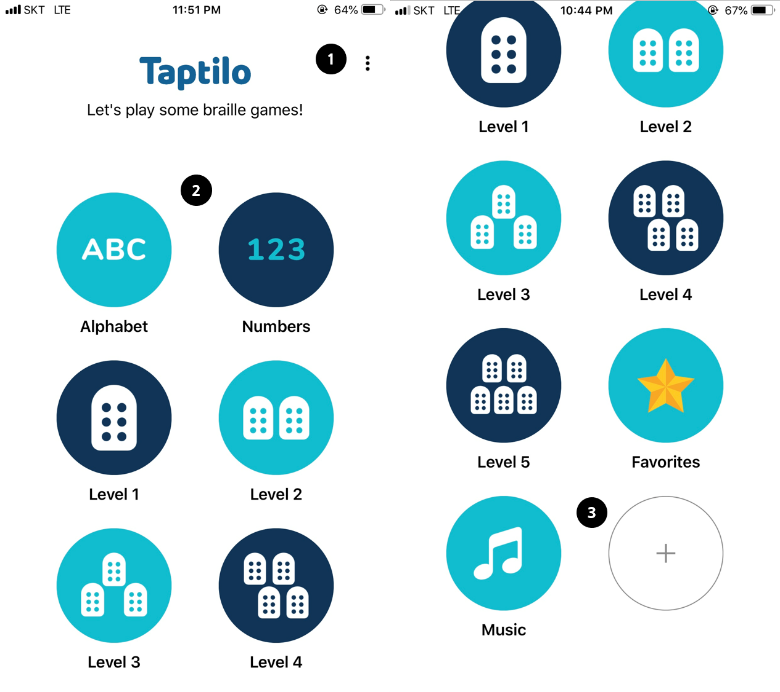 SKT LTE 11:51 PM 64%
1
Taptilo
Let's play some braille games!
2
ABC 123
Alphabet Numbers
Level 1 Level 2
Level 3 Level 4
SKT LTE 10:44 PM 67%
Level 1 Level 2
Level 3 Level 4
Level 5 Favorites
3
Music